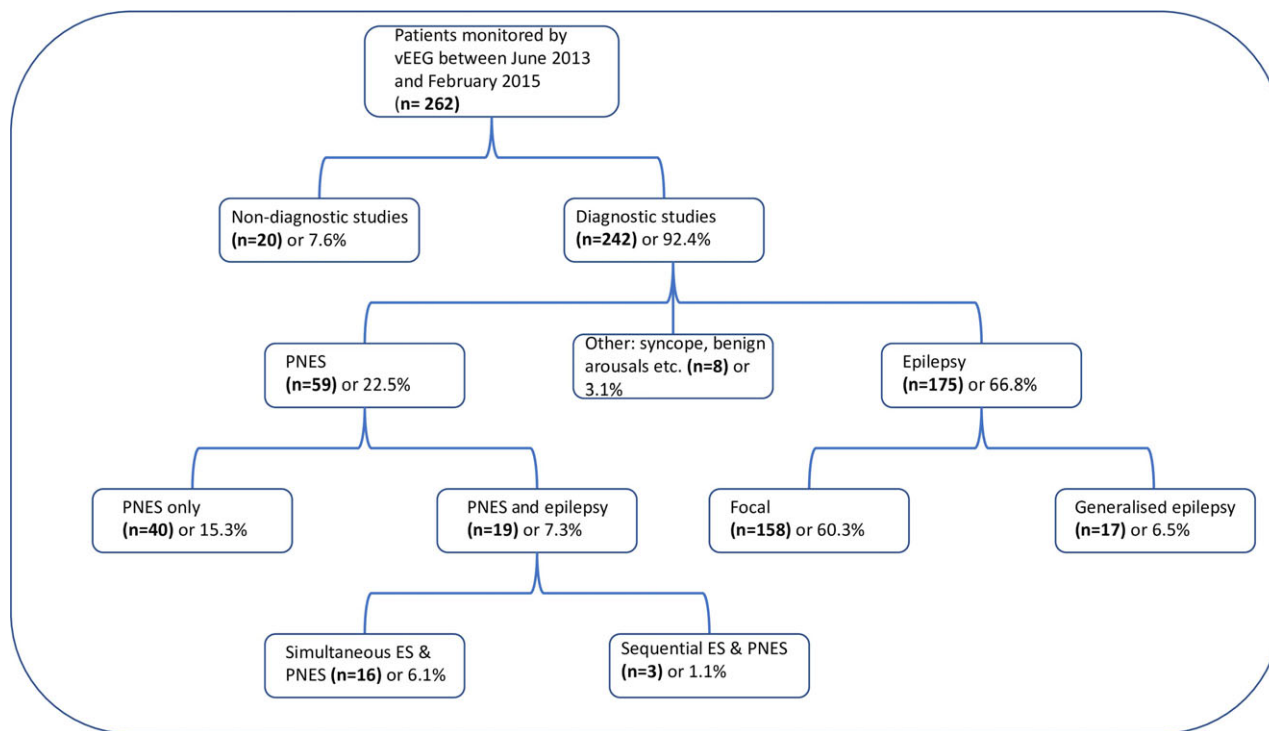 Patients monitored by
vEEG between June 2013
and February 2015
(n= 262)
Non-diagnostic studies
(n=20) or 7.6%
Diagnostic studies
(n=242) or 92.4%
PNES
(n=59) or 22.5%
Other: syncope, benign
arousals etc. (n=8) or
3.1%
Epilepsy
(n=175) or 66.8%
PNES only
(n=40) or 15.3%
PNES and epilepsy
(n=19) or 7.3%
Focal
(n=158) or 60.3%
Generalised epilepsy
(n=17) or 6.5%
Simultaneous ES &
PNES (n=16) or 6.1%
Sequential ES & PNES
(n=3) or 1.1%